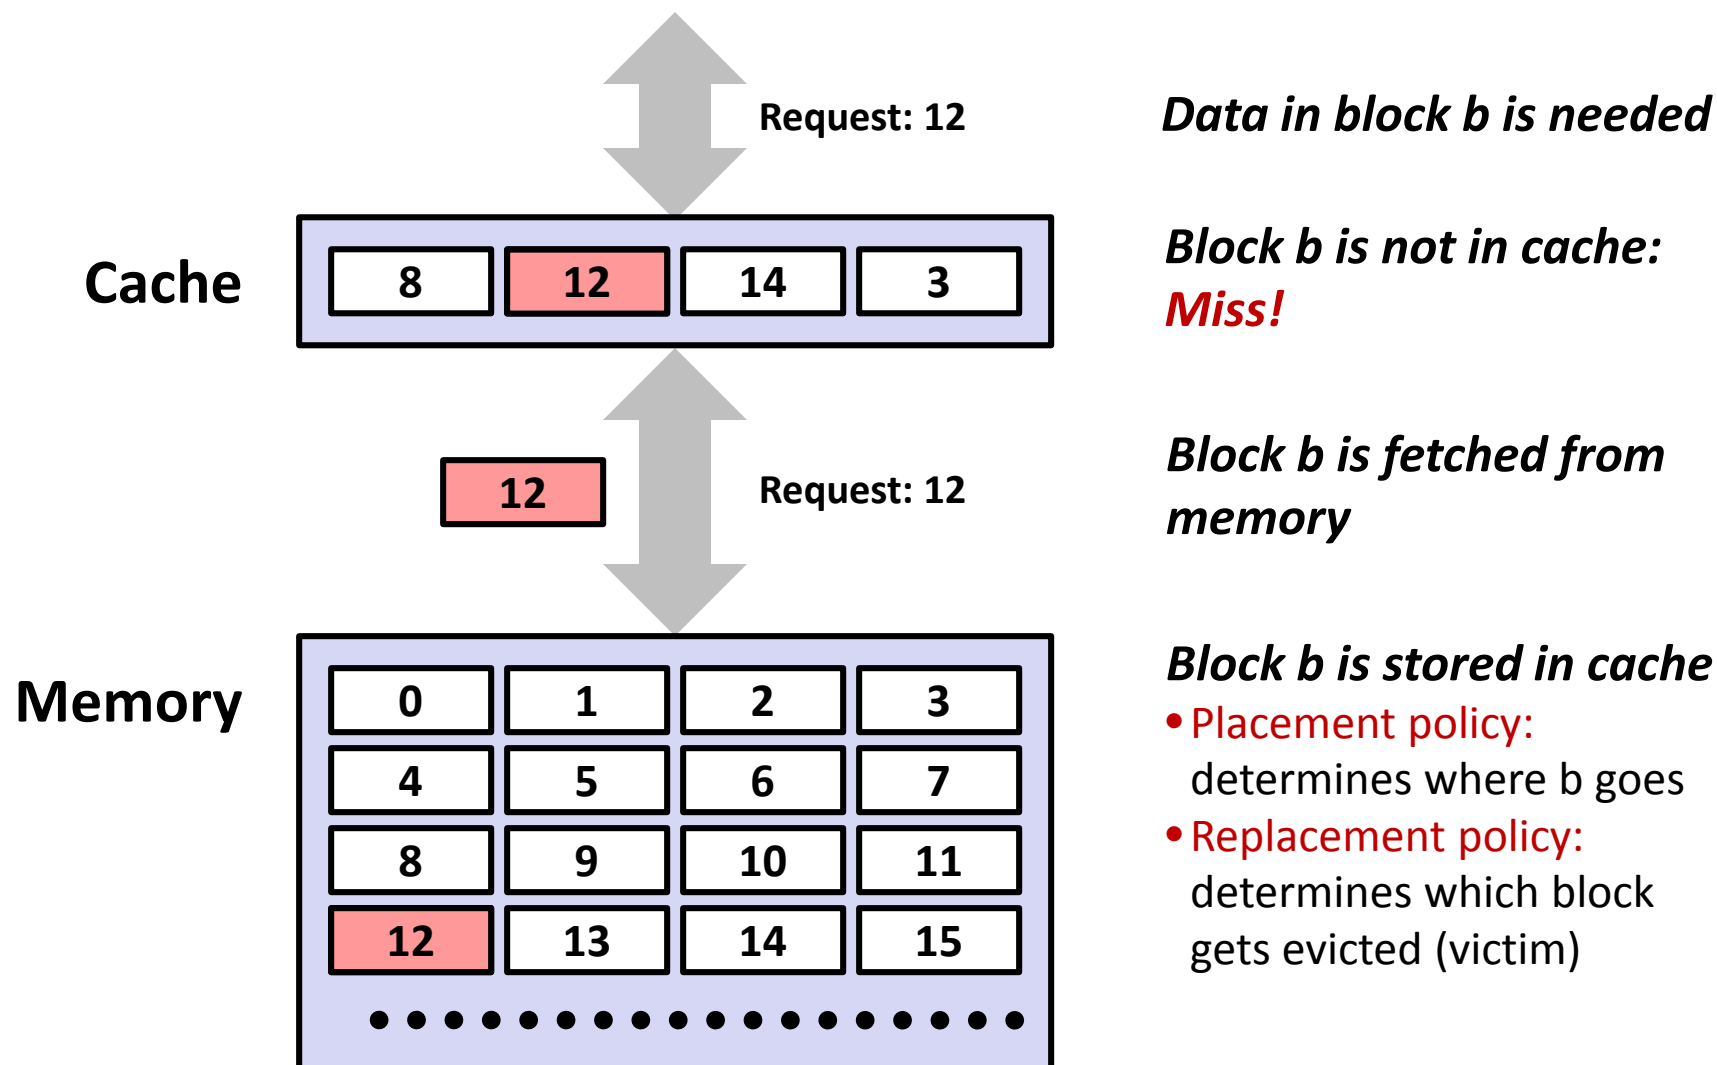 Request: 12
Data in block b is needed
Cache
8 12 14 3
Block b is not in cache:
Miss!
12
Request: 12
Block b is fetched from
memory
Memory
0 1 2 3
4 5 6 7
8 9 10 11
12 13 14 15
Block b is stored in cache
• Placement policy:
determines where b goes
• Replacement policy:
determines which block
gets evicted (victim)